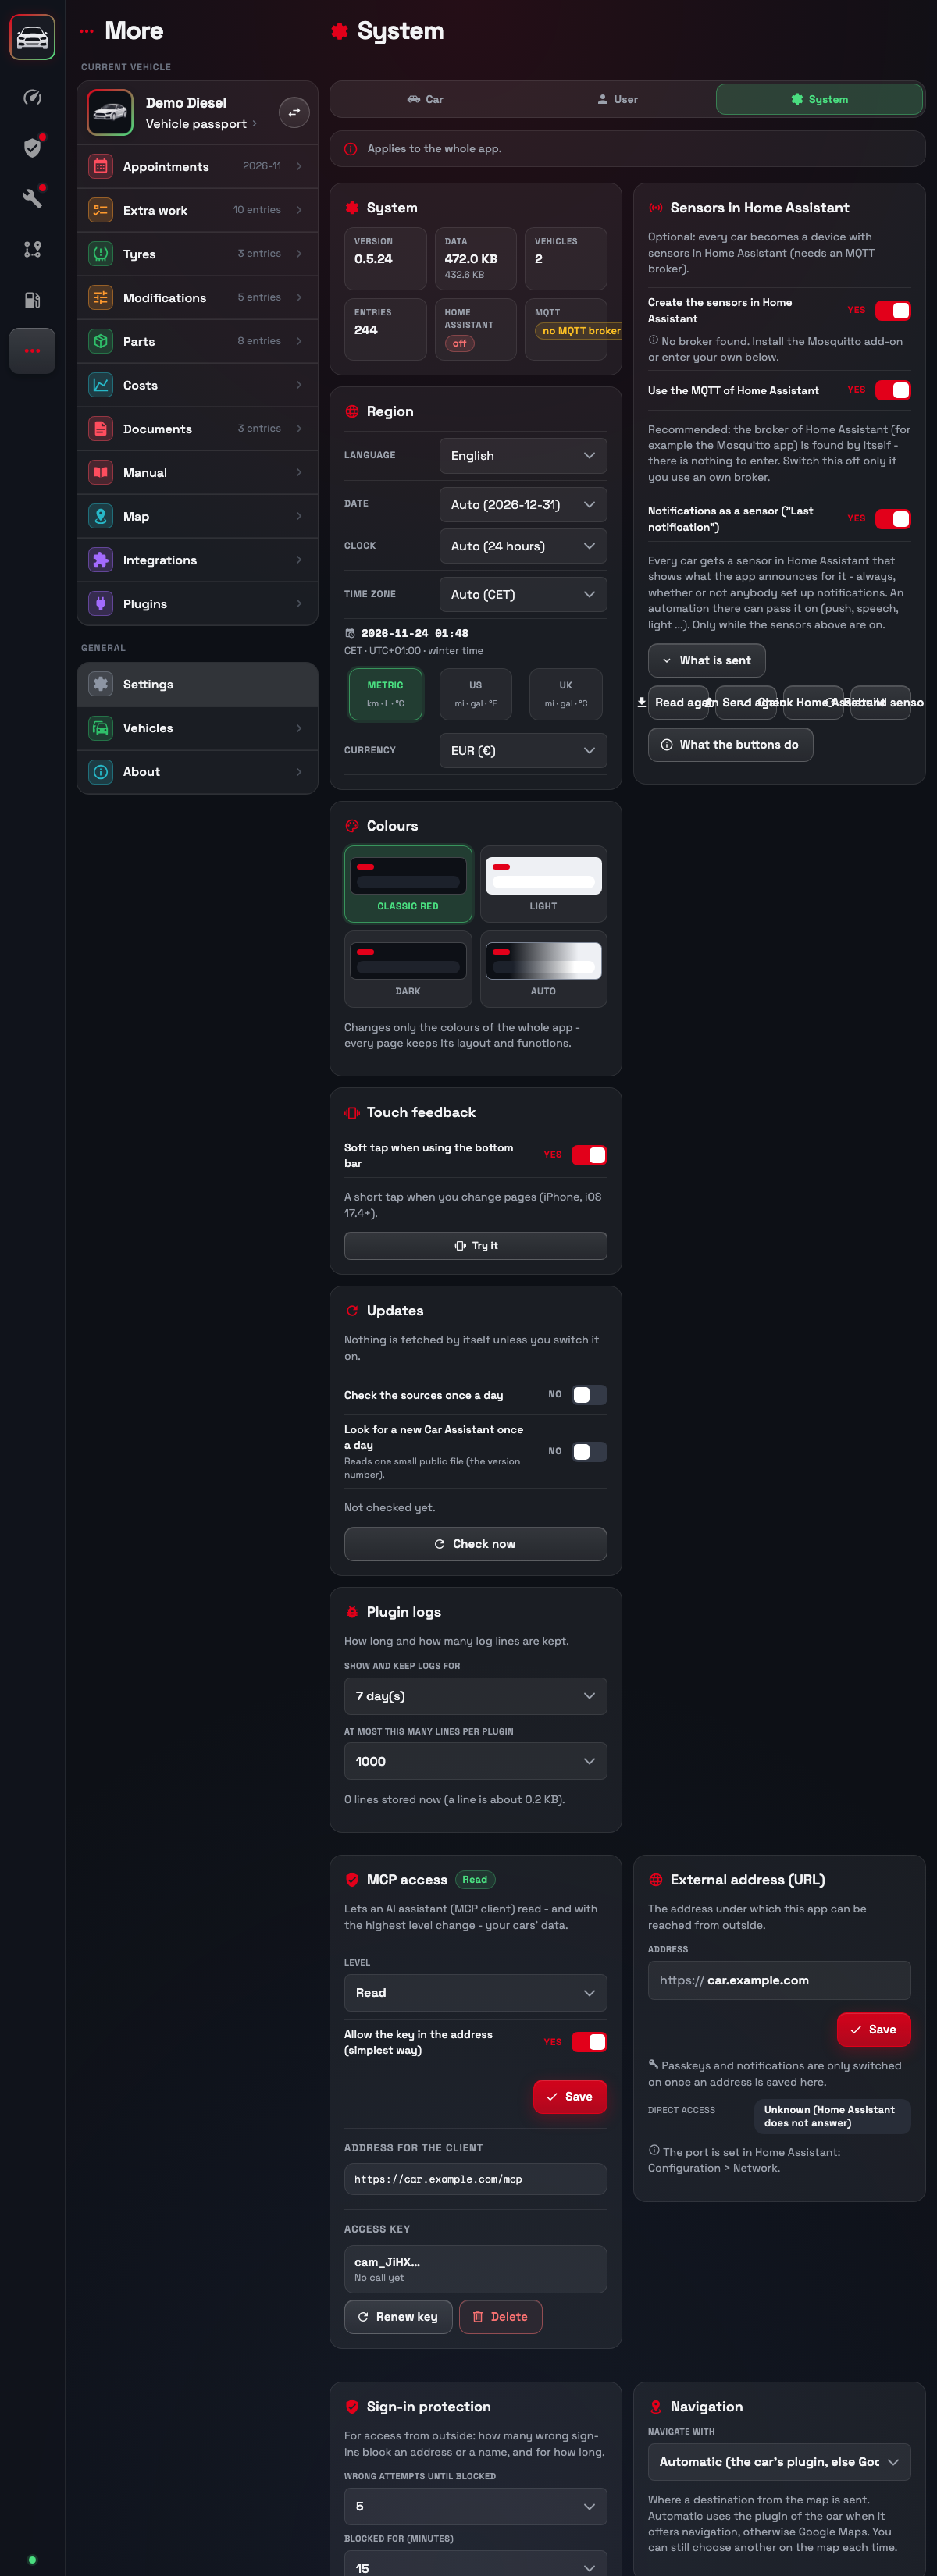 More
CURRENT VEHICLE
Demo Diesel
Vehicle passport
Appointments 2026-11
Extra work 10 entries
Tyres 3 entries
Modifications 5 entries
Parts 8 entries
Costs
Documents 3 entries
Manual
Map
Integrations
Plugins
GENERAL
Settings
Vehicles
About
System
Car User System
Applies to the whole app.
System
VERSION
0.5.24
DATA
472.0 KB
432.6 KB
VEHICLES
2
ENTRIES
244
HOME
ASSISTANT
off
MQTT
no MQTT broker
Region
LANGUAGE English
DATE Auto (2026-12-31)
CLOCK Auto (24 hours)
TIME ZONE Auto (CET)
2026-11-24 01:48
CET · UTC+01:00 · winter time
METRIC
km · L · °C
US
mi · gal · °F
UK
mi · gal · °C
CURRENCY EUR (€)
Colours
CLASSIC RED
LIGHT
DARK
AUTO
Changes only the colours of the whole app -
every page keeps its layout and functions.
Touch feedback
Soft tap when using the bottom
bar
YES
A short tap when you change pages (iPhone, iOS
17.4+).
Try it
Updates
Nothing is fetched by itself unless you switch it
on.
Check the sources once a day NO
Look for a new Car Assistant once
a day
Reads one small public file (the version
number).
NO
Not checked yet.
Check now
Plugin logs
How long and how many log lines are kept.
SHOW AND KEEP LOGS FOR
7 day(s)
AT MOST THIS MANY LINES PER PLUGIN
1000
0 lines stored now (a line is about 0.2 KB).
Sensors in Home Assistant
Optional: every car becomes a device with
sensors in Home Assistant (needs an MQTT
broker).
Create the sensors in Home
Assistant
YES
No broker found. Install the Mosquitto add-on
or enter your own below.
Use the MQTT of Home Assistant YES
Recommended: the broker of Home Assistant (for
example the Mosquitto app) is found by itself -
there is nothing to enter. Switch this off only if
you use an own broker.
Notifications as a sensor ("Last
notification")
YES
Every car gets a sensor in Home Assistant that
shows what the app announces for it - always,
whether or not anybody set up notifications. An
automation there can pass it on (push, speech,
light ...). Only while the sensors above are on.
What is sent
Read again Send again Check Home Assistant Rebuild sensor
What the buttons do
MCP access Read
Lets an AI assistant (MCP client) read - and with
the highest level change - your cars' data.
LEVEL
Read
Allow the key in the address
(simplest way)
YES
Save
ADDRESS FOR THE CLIENT
https://car.example.com/mcp
ACCESS KEY
cam_JiHX...
No call yet
Renew key Delete
External address (URL)
The address under which this app can be
reached from outside.
ADDRESS
https:// car.example.com
Save
Passkeys and notifications are only switched
on once an address is saved here.
DIRECT ACCESS
Unknown (Home Assistant
does not answer)
The port is set in Home Assistant:
Configuration > Network.
Sign-in protection
For access from outside: how many wrong sign-
ins block an address or a name, and for how long.
WRONG ATTEMPTS UNTIL BLOCKED
5
BLOCKED FOR (MINUTES)
15
Navigation
NAVIGATE WITH
Automatic (the car's plugin, else Goo
Where a destination from the map is sent.
Automatic uses the plugin of the car when it
offers navigation, otherwise Google Maps. You
can still choose another on the map each time.